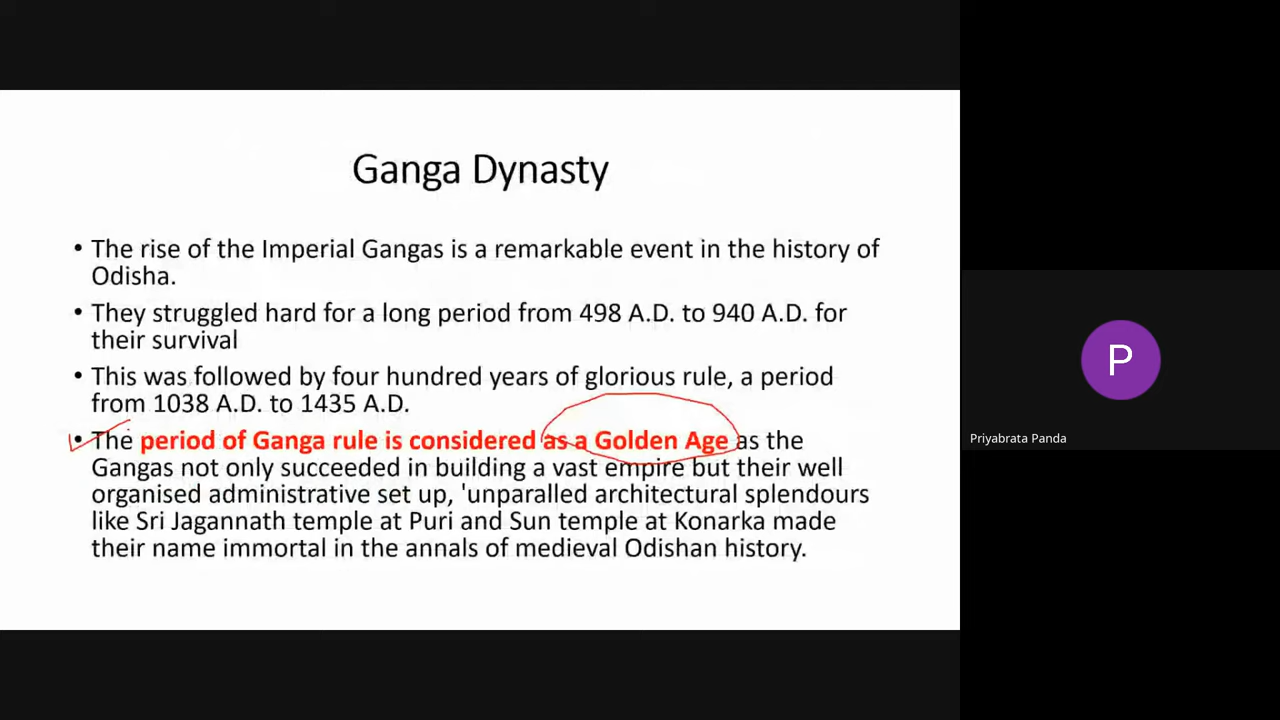 Ganga Dynasty
• The rise of the Imperial Gangas is a remarkable event in the history of
Odisha.
• They struggled hard for a long period from 498 A.D. to 940 A.D. for
their survival
• This was followed by four hundred years of glorious rule, a period
from 1038 A.D. to 1435 A.D.
• The period of Ganga rule is considered as a Golden Age as the
Gangas not only succeeded in building a vast empire but their well
organised administrative set up, 'unparalled architectural splendours
like Sri Jagannath temple at Puri and Sun temple at Konarka made
their name immortal in the annals of medieval Odishan history.
P
Priyabrata Panda